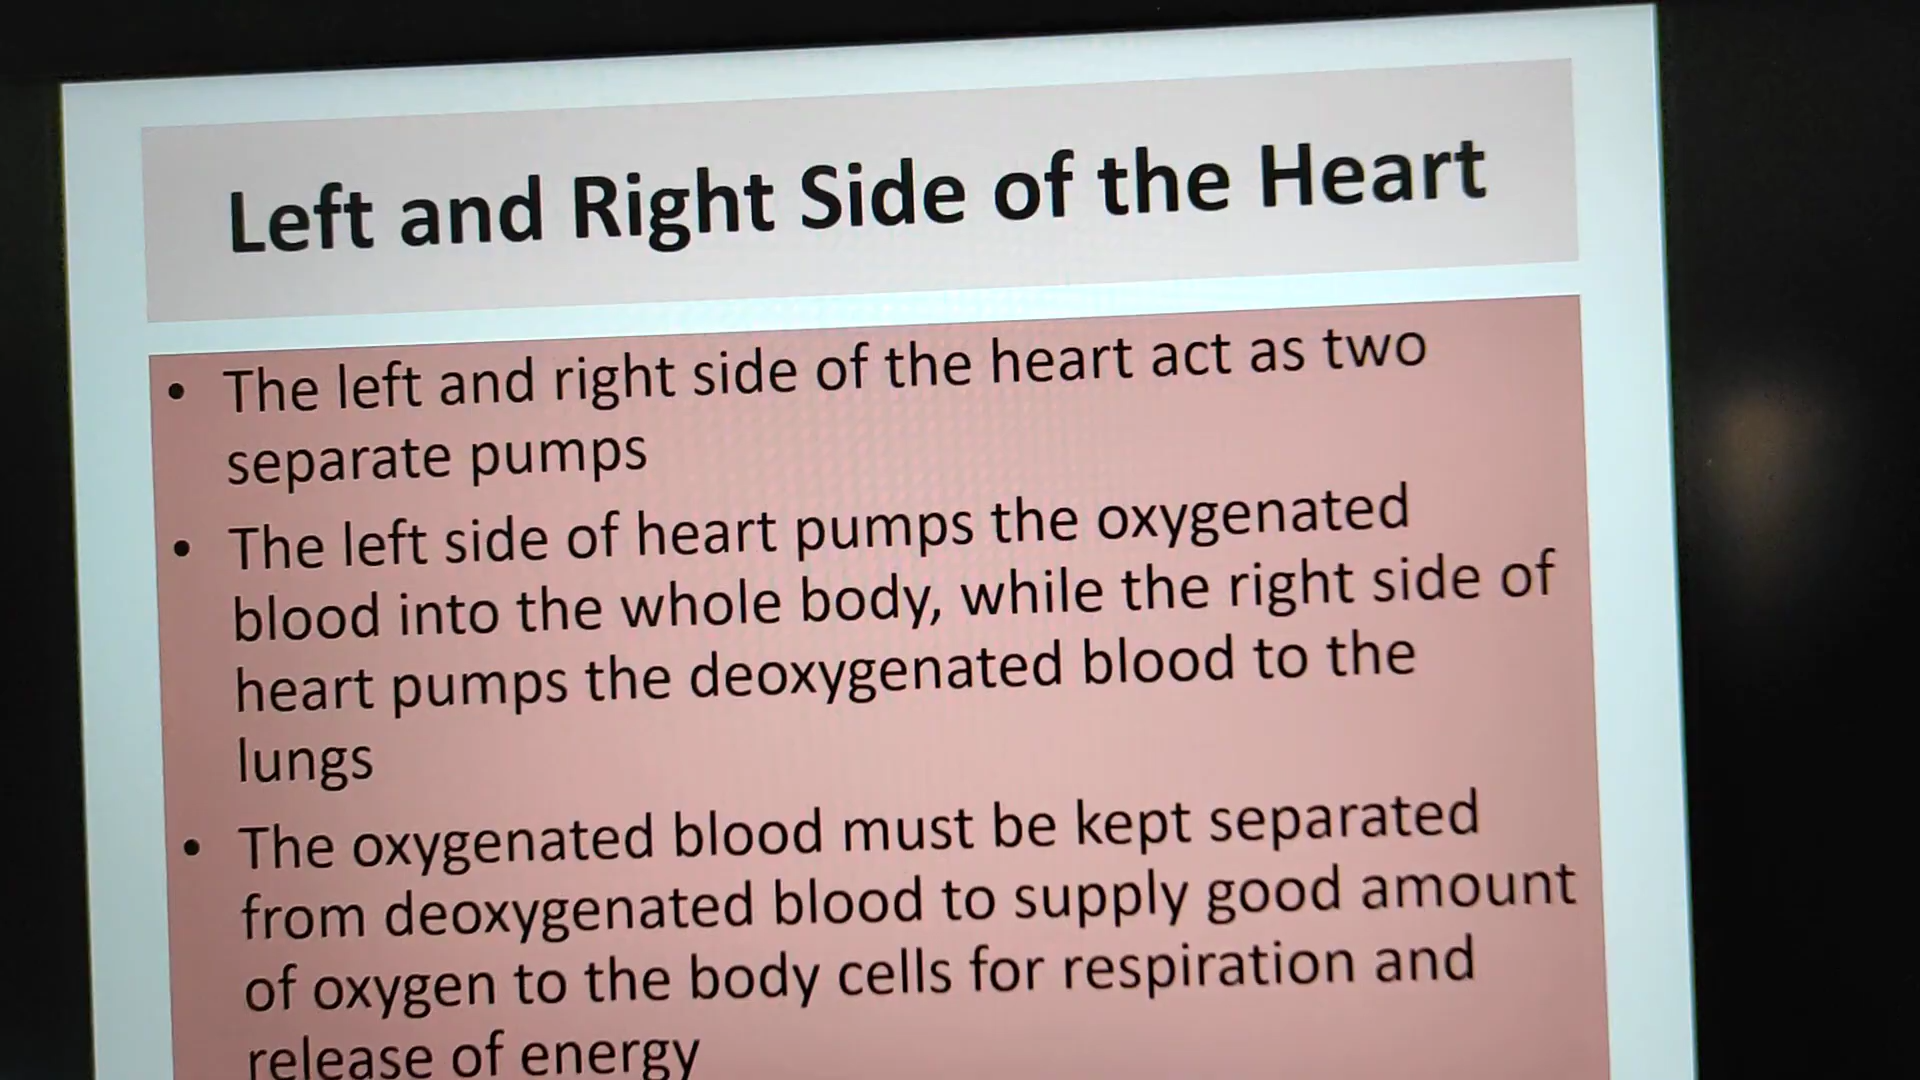 Left and Right Side of the Heart
• The left and right side of the heart act as two
separate pumps
• The left side of heart pumps the oxygenated
blood into the whole body, while the right side of
heart pumps the deoxygenated blood to the
lungs
• The oxygenated blood must be kept separated
from deoxygenated blood to supply good amount
of oxygen to the body cells for respiration and
release of energy